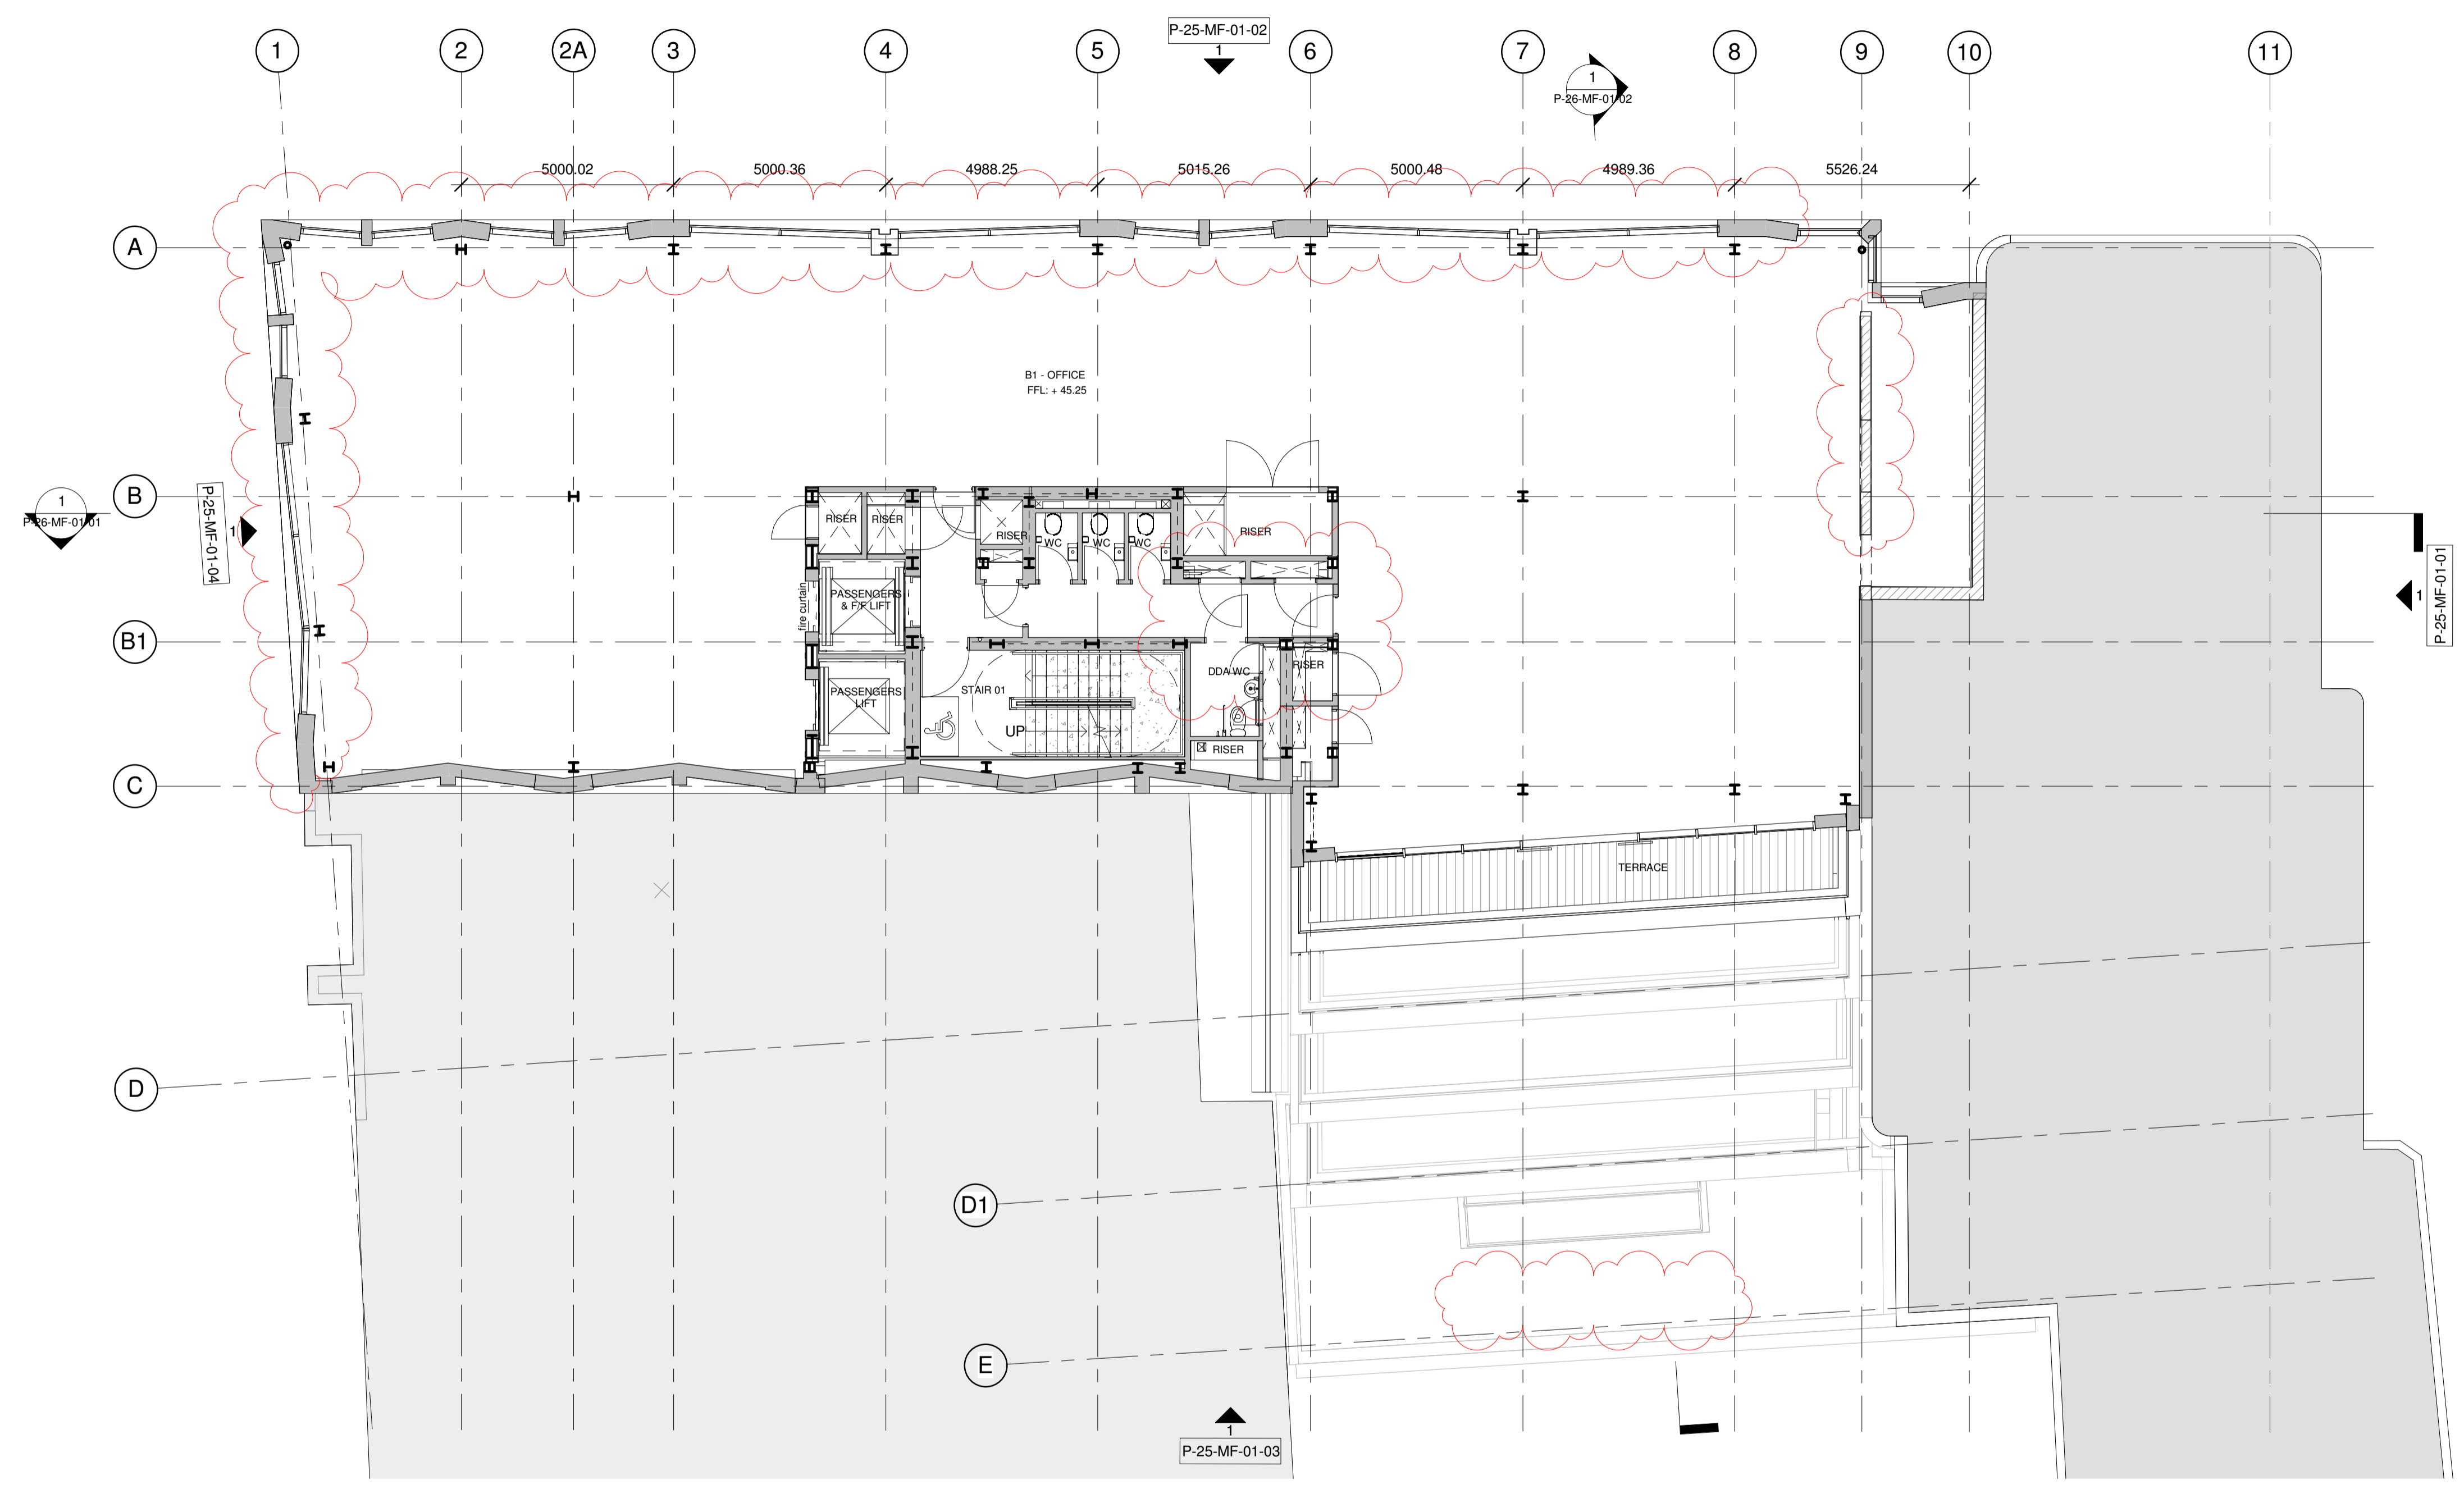 P-25-MF-01-02
1
1
2
2A
3
4
5
6
7
8
9
10
11
1
P-26-MF-01-02
5000.02
5000.36
4988.25
5015.26
5000.48
4989.36
5526.24
A
B1 - OFFICE
FFL: + 45.25
B
1
P-26-MF-01-01
P-25-MF-01-04
1
RISER
RISER
RISER
WC
WC
WC
RISER
fire curtain
PASSENGERS
& F/F LIFT
P-25-MF-01-01
1
B1
RISER
DDA WC
PASSENGERS
LIFT
STAIR 01
UP
RISER
C
TERRACE
D
D1
E
1
P-25-MF-01-03